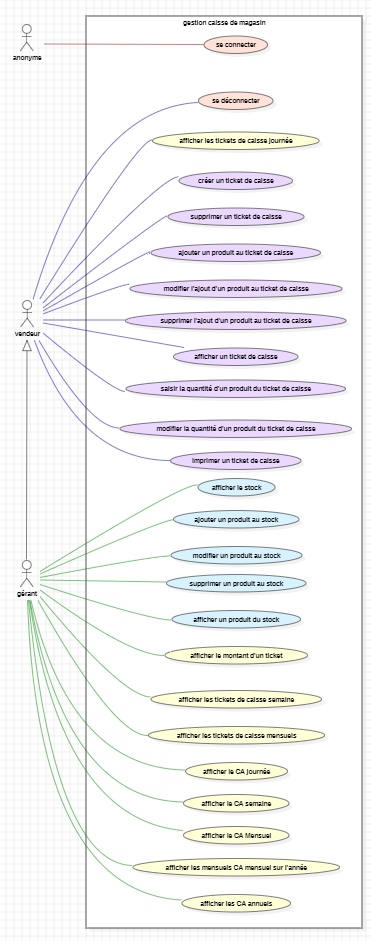 gestion caisse de magasin
anonyme
se connecter
se déconnecter
afficher les tickets de caisse journée
créer un ticket de caisse
supprimer un ticket de caisse
ajouter un produit au ticket de caisse
modifier l'ajout d'un produit au ticket de caisse
supprimer l'ajout d'un produit au ticket de caisse
vendeur
afficher un ticket de caisse
saisir la quantité d'un produit du ticket de caisse
modifier la quantité d'un produit du ticket de caisse
imprimer un ticket de caisse
afficher le stock
ajouter un produit au stock
modifier un produit au stock
supprimer un produit au stock
gérant
afficher un produit du stock
afficher le montant d'un ticket
afficher les tickets de caisse semaine
afficher les tickets de caisse mensuels
afficher le CA journée
afficher le CA semaine
afficher le CA Mensuel
afficher les mensuels CA mensuel sur l'année
afficher les CA annuels